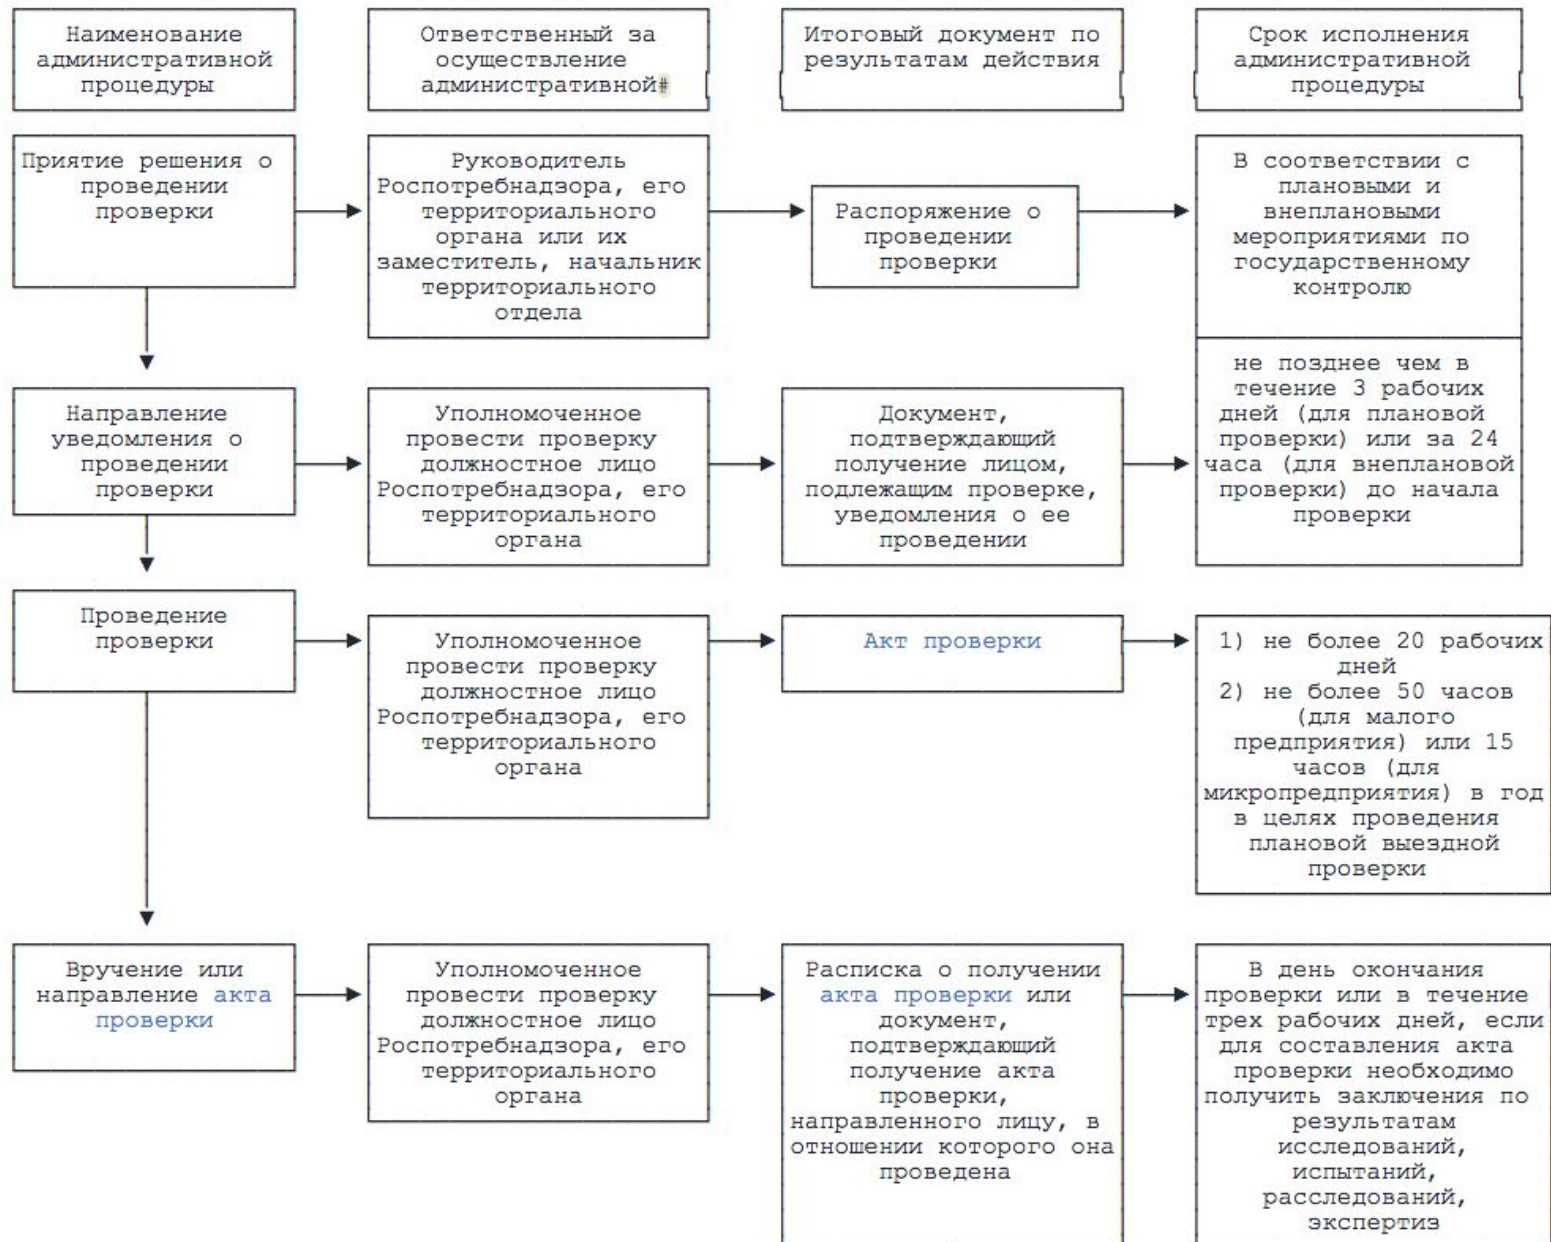 Наименование
административной
процедуры
Ответственный за
осуществление
административной#
Итоговый документ по
результатам действия
Срок исполнения
административной
процедуры
Приятие решения о
проведении
проверки
Руководитель
Роспотребнадзора, его
территориального
органа или их
заместитель, начальник
территориального
отдела
Распоряжение о
проведении
проверки
В соответствии с
плановыми и
внеплановыми
мероприятиями по
государственному
контролю
Направление
уведомления о
проведении
проверки
Уполномоченное
провести проверку
должностное лицо
Роспотребнадзора, его
территориального
органа
Документ,
подтверждающий
получение лицом,
подлежащим проверке,
уведомления о ее
проведении
не позднее чем в
течение 3 рабочих
дней (для плановой
проверки) или за 24
часа (для внеплановой
проверки) до начала
проверки
Проведение
проверки
Уполномоченное
провести проверку
должностное лицо
Роспотребнадзора, его
территориального
органа
Акт проверки
1) не более 20 рабочих
дней
2) не более 50 часов
(для малого
предприятия) или 15
часов (для
микропредприятия) в год
в целях проведения
плановой выездной
проверки
Вручение или
направление акта
проверки
Уполномоченное
провести проверку
должностное лицо
Роспотребнадзора, его
территориального
органа
Расписка о получении
акта проверки или
документ,
подтверждающий
получение акта
проверки,
направленного лицу, в
отношении которого она
проведена
В день окончания
проверки или в течение
трех рабочих дней, если
для составления акта
проверки необходимо
получить заключения по
результатам
исследований,
испытаний,
расследований,
экспертиз